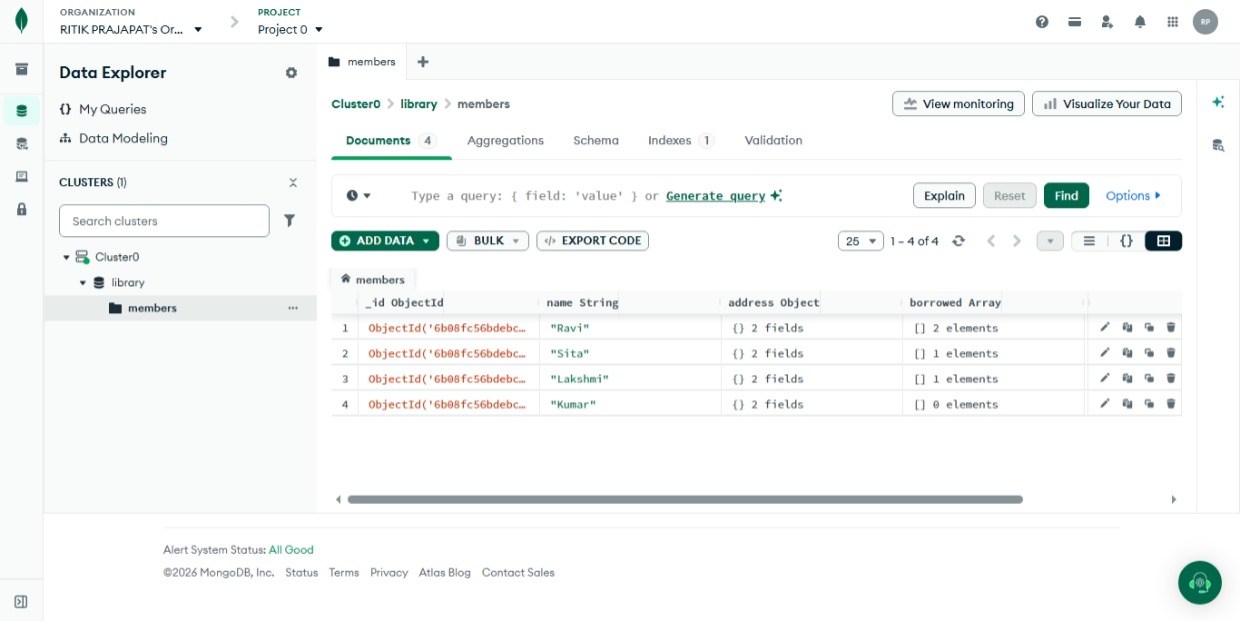 ORGANIZATION
RITIK PRAJAPAT's Or...
PROJECT
Project 0
RP
Data Explorer
My Queries
Data Modeling
CLUSTERS (1)
Search clusters
Cluster0
library
members
members
Cluster0 > library > members
View monitoring
Visualize Your Data
Documents 4 Aggregations Schema Indexes 1 Validation
Type a query: { field: 'value' } or Generate query
Explain Reset Find Options
ADD DATA BULK EXPORT CODE
25 1 – 4 of 4
members
_id ObjectId name String address Object borrowed Array
1 ObjectId('6b08fc56bdebc… "Ravi" {} 2 fields [] 2 elements
2 ObjectId('6b08fc56bdebc… "Sita" {} 2 fields [] 1 elements
3 ObjectId('6b08fc56bdebc… "Lakshmi" {} 2 fields [] 1 elements
4 ObjectId('6b08fc56bdebc… "Kumar" {} 2 fields [] 0 elements
Alert System Status: All Good
©2026 MongoDB, Inc. Status Terms Privacy Atlas Blog Contact Sales